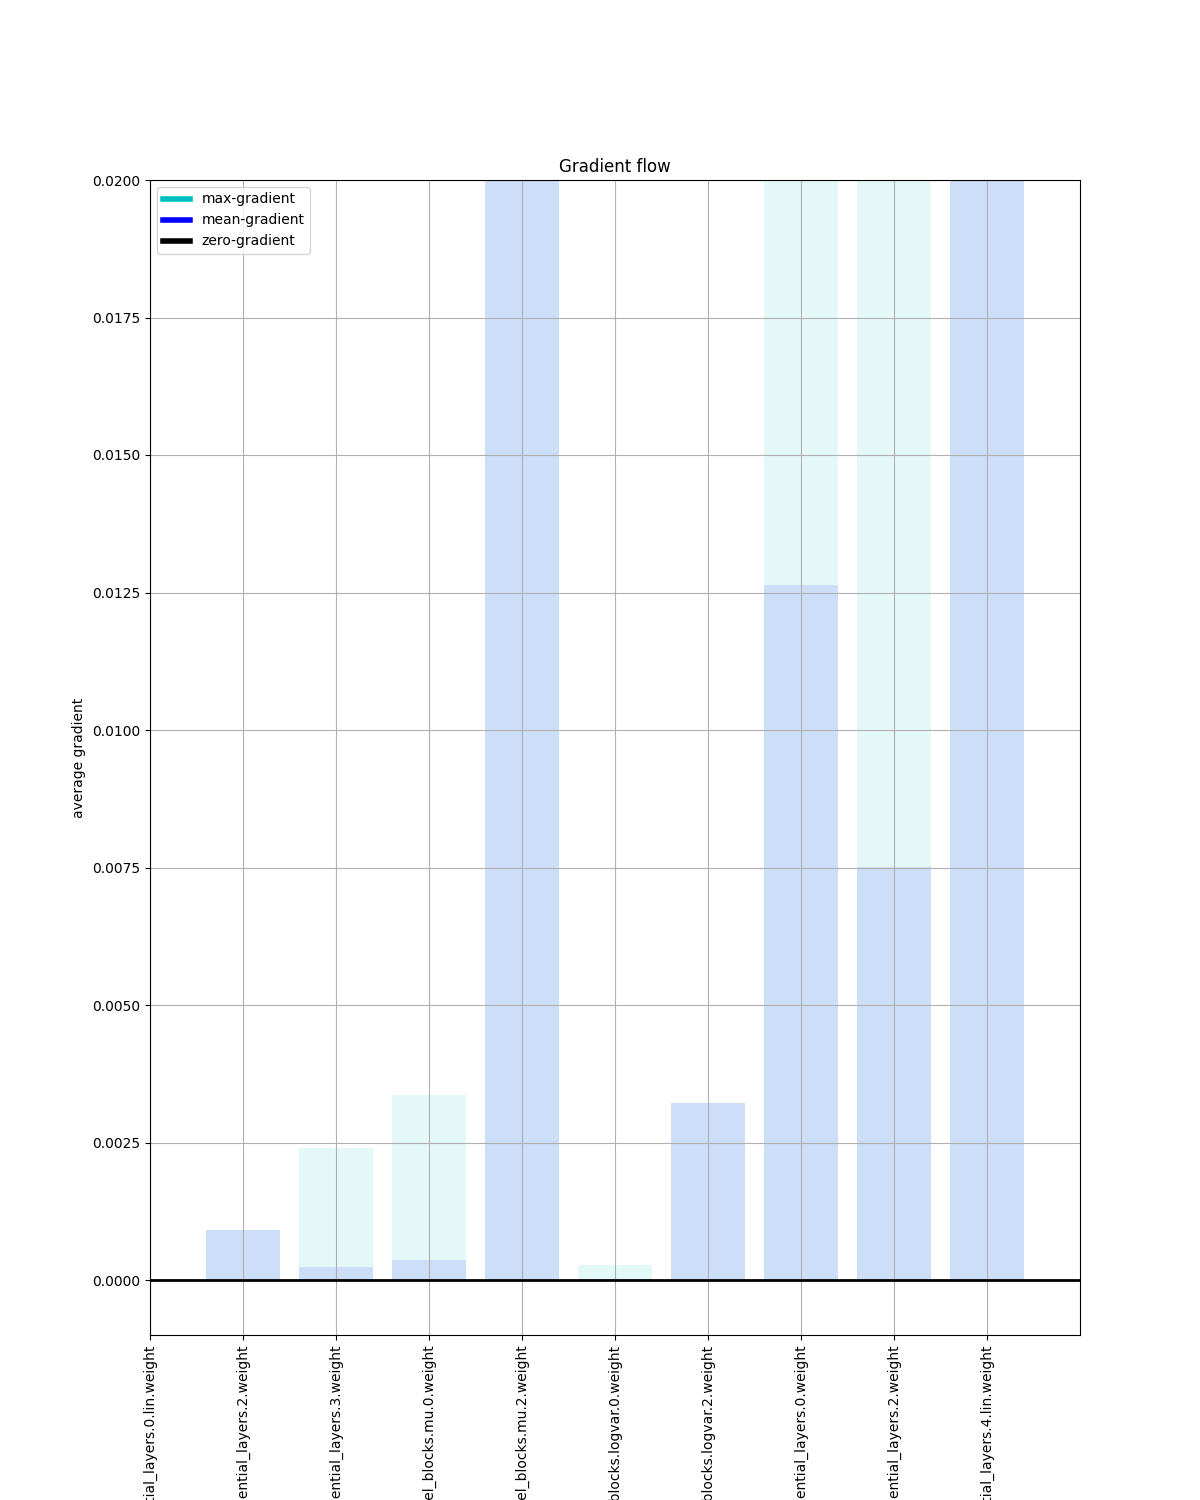 Gradient flow
max-gradient
mean-gradient
zero-gradient
0.0200
0.0175
0.0150
0.0125
0.0100
0.0075
0.0050
0.0025
0.0000
average gradient
tial_layers.0.lin.weight
ential_layers.2.weight
ential_layers.3.weight
el_blocks.mu.0.weight
el_blocks.mu.2.weight
blocks.logvar.0.weight
blocks.logvar.2.weight
ential_layers.0.weight
ential_layers.2.weight
tial_layers.4.lin.weight